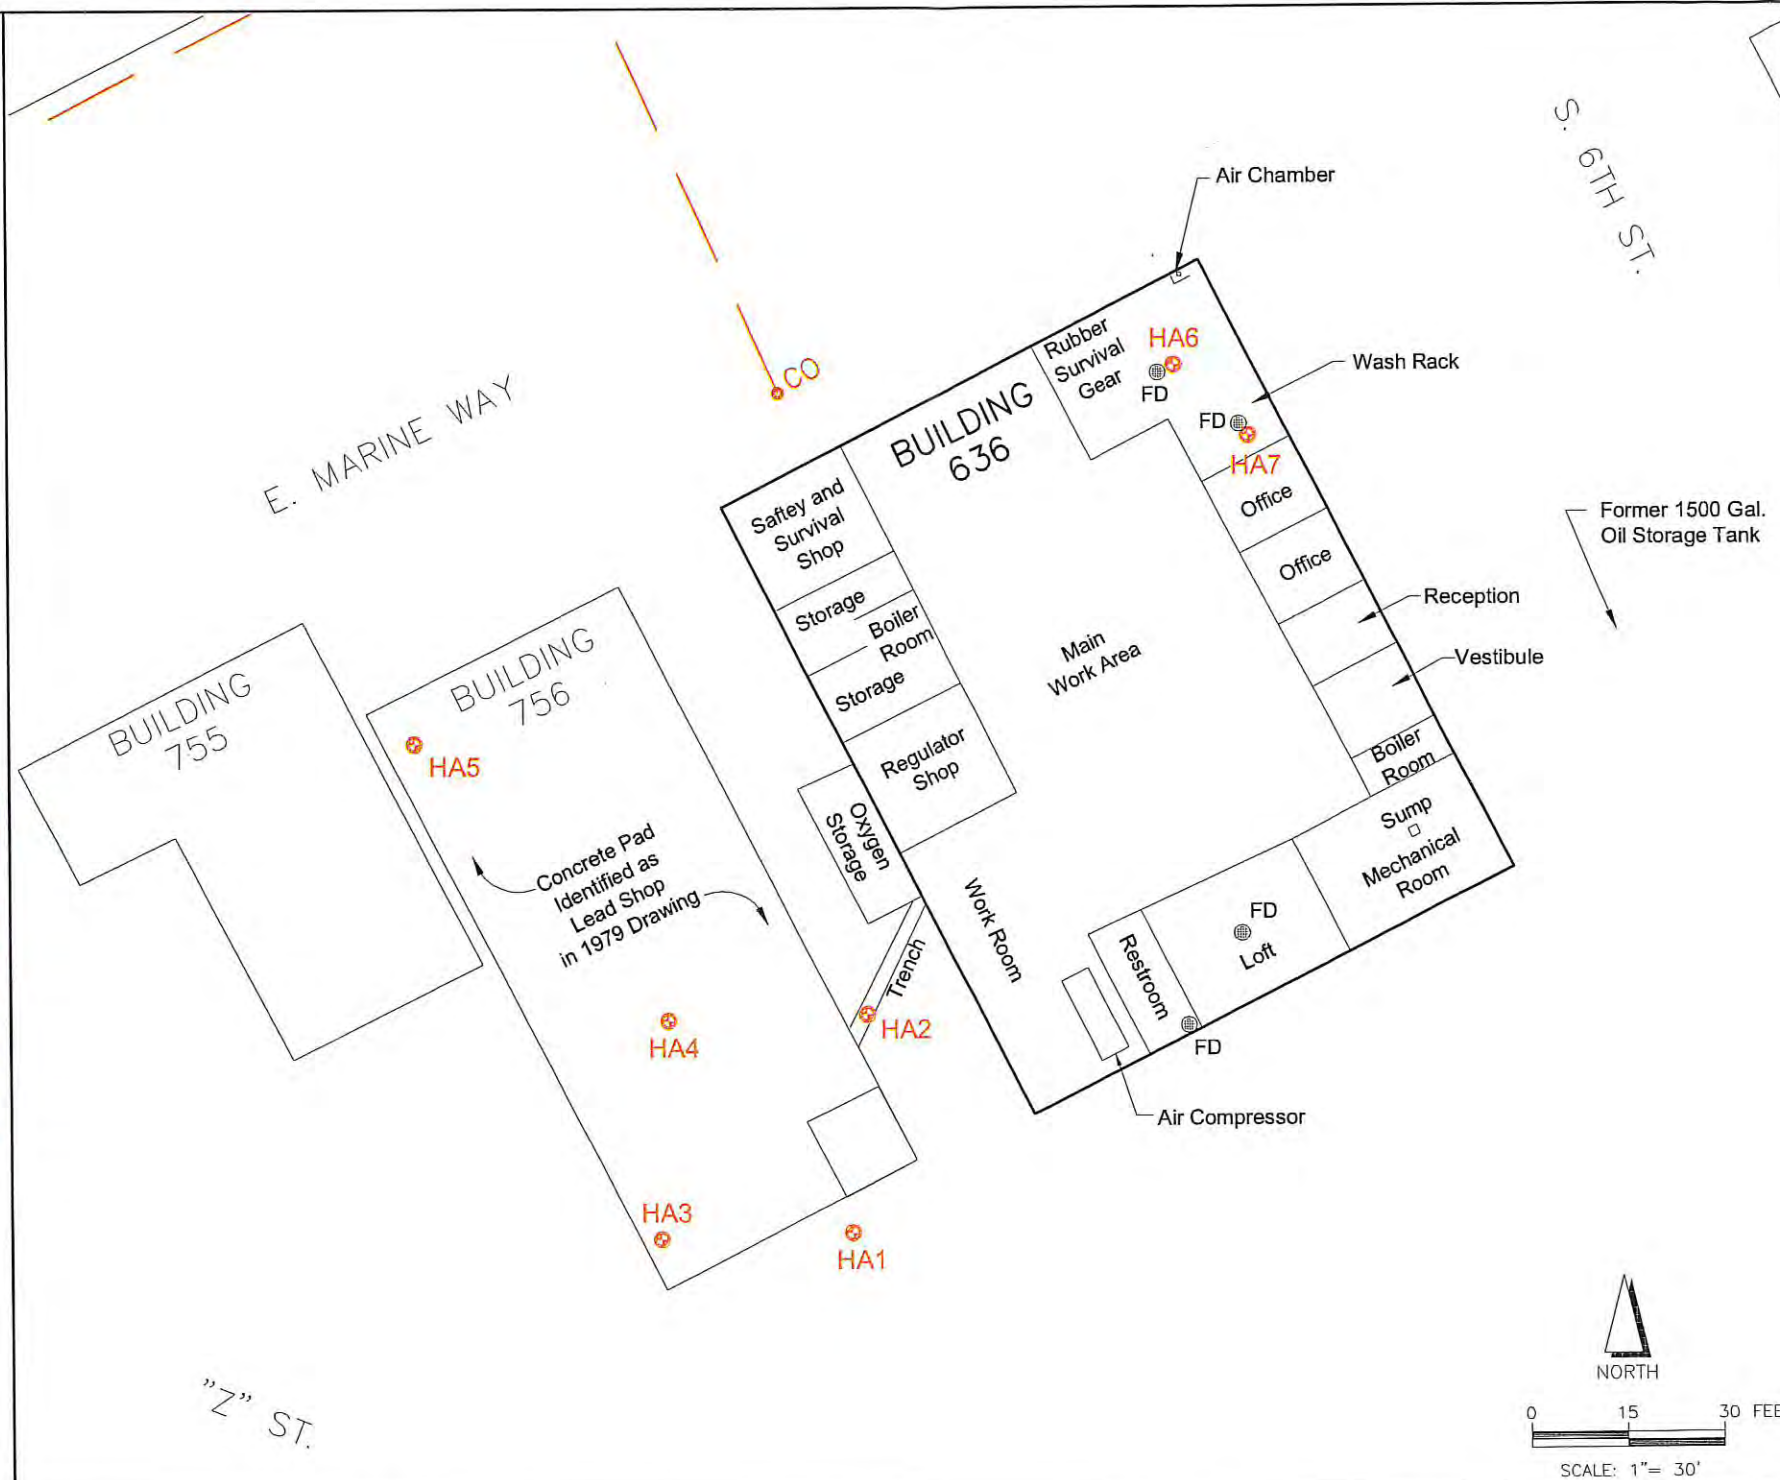 S. 6TH ST.
Air Chamber
E. MARINE WAY
CO
Rubber
Survival
Gear
HA6
FD
Wash Rack
BUILDING
636
FD
HA7
Saftey and
Survival
Shop
Office
Office
Former 1500 Gal.
Oil Storage Tank
Storage
Boiler
Room
Storage
Main
Work Area
Reception
Vestibule
BUILDING
755
BUILDING
756
HA5
Regulator
Shop
Boiler
Room
Oxygen
Storage
Sump
Mechanical
Room
Concrete Pad
Identified as
Lead Shop
in 1979 Drawing
Work Room
Restroom
FD
Loft
Trench
HA4
HA2
FD
Air Compressor
HA3
HA1
"Z" ST.
NORTH
0 15 30 FEE
SCALE: 1"= 30'